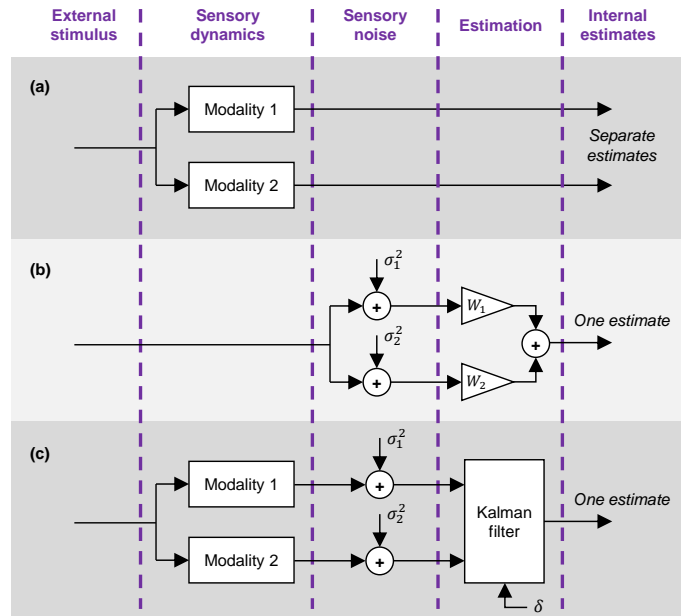 External stimulus
Sensory dynamics
Sensory noise
Estimation
Internal estimates
(a)
Modality 1
Modality 2
Separate estimates
(b)
σ₁²
+
W₁
σ₂²
+
W₂
+
One estimate
(c)
Modality 1
σ₁²
+
Modality 2
σ₂²
+
Kalman filter
One estimate
δ